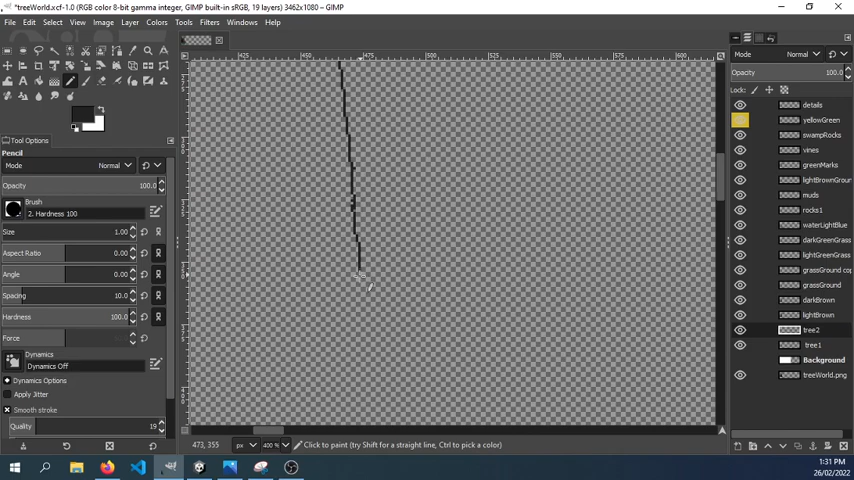 *treeWorld.xcf-1.0 (RGB color 8-bit gamma integer, GIMP built-in sRGB, 19 layers) 3462x1080 – GIMP
File Edit Select View Image Layer Colors Tools Filters Windows Help
Tool Options
Pencil
Mode Normal
Opacity 100.0
Brush
2. Hardness 100
Size 1.00
Aspect Ratio 0.00
Angle 0.00
Spacing 10.0
Hardness 100.0
Force
Dynamics
Dynamics Off
Dynamics Options
Apply Jitter
Smooth stroke
Quality 19
425 450 475 500 525 550 575 600
473, 355 px 400 % Click to paint (try Shift for a straight line, Ctrl to pick a color)
Mode Normal
Opacity 100.0
Lock:
details
yellowGreen
swampRocks
vines
greenMarks
lightBrownGroun
muds
rocks1
waterLightBlue
darkGreenGrass
lightGreenGrass
grassGround cop
grassGround
darkBrown
lightBrown
tree2
tree1
Background
treeWorld.png
1:31 PM
26/02/2022